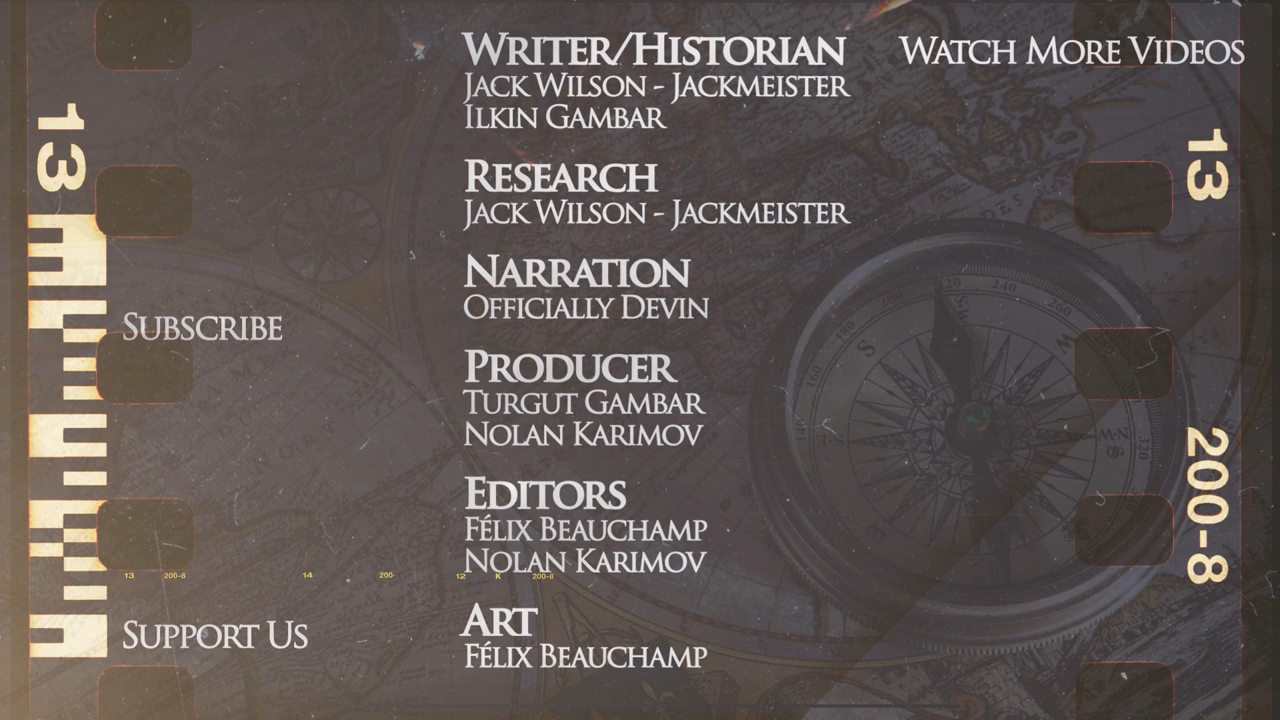 WRITER/HISTORIAN
JACK WILSON - JACKMEISTER
ILKIN GAMBAR
WATCH MORE VIDEOS
RESEARCH
JACK WILSON - JACKMEISTER
NARRATION
OFFICIALLY DEVIN
SUBSCRIBE
PRODUCER
TURGUT GAMBAR
NOLAN KARIMOV
EDITORS
FÉLIX BEAUCHAMP
NOLAN KARIMOV
ART
FÉLIX BEAUCHAMP
SUPPORT US
13
13
200-8
13 200-8 14 200- 12 K 200-8